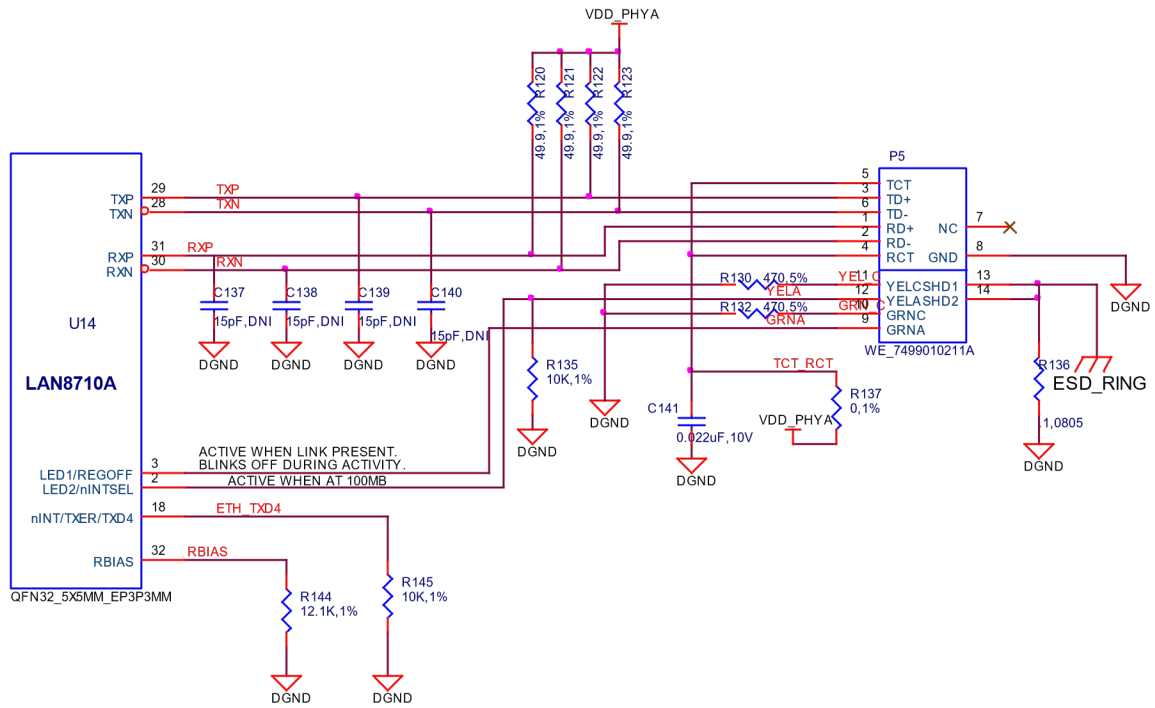 VDD_PHYA
49.9,1% R120
49.9,1% R121
49.9,1% R122
49.9,1% R123
P5
29 TXP
TXP
28 TXN
TXN
31 RXP
RXP
30 RXN
RXN
5 TCT
3 TD+
6 TD-
1 RD+
2 RD-
4 RCT
NC 7
GND 8
11 YELC
12 YELA
10 GRNC
9 GRNA
SHD1 13
SHD2 14
WE_7499010211A
R130 470,5%
YEL C
YELA
R132 470,5%
GRN C
GRNA
DGND
C137
15pF,DNI
DGND
C138
15pF,DNI
DGND
C139
15pF,DNI
DGND
C140
15pF,DNI
DGND
U14
LAN8710A
R135
10K,1%
DGND
DGND
TCT_RCT
R137
0,1%
VDD_PHYA
C141
0.022uF,10V
DGND
R136
.1,0805
DGND
ESD_RING
ACTIVE WHEN LINK PRESENT.
BLINKS OFF DURING ACTIVITY.
ACTIVE WHEN AT 100MB
LED1/REGOFF 3
LED2/nINTSEL 2
nINT/TXER/TXD4 18
ETH_TXD4
RBIAS 32
RBIAS
QFN32_5X5MM_EP3P3MM
R144
12.1K,1%
DGND
R145
10K,1%
DGND